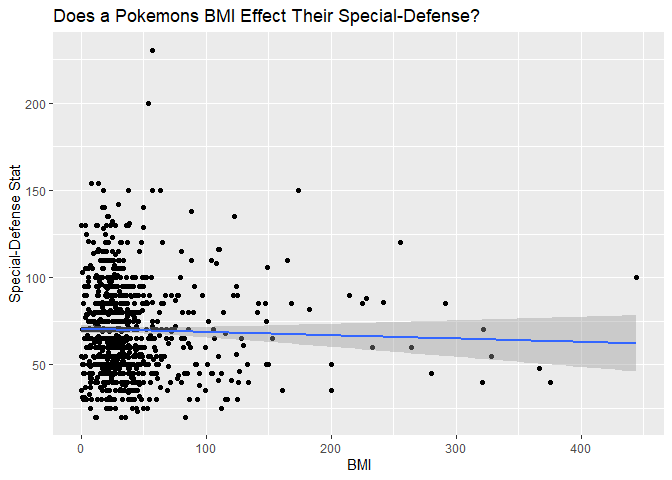 Does a Pokemons BMI Effect Their Special-Defense?
Special-Defense Stat
200
150
100
50
0 100 200 300 400
BMI